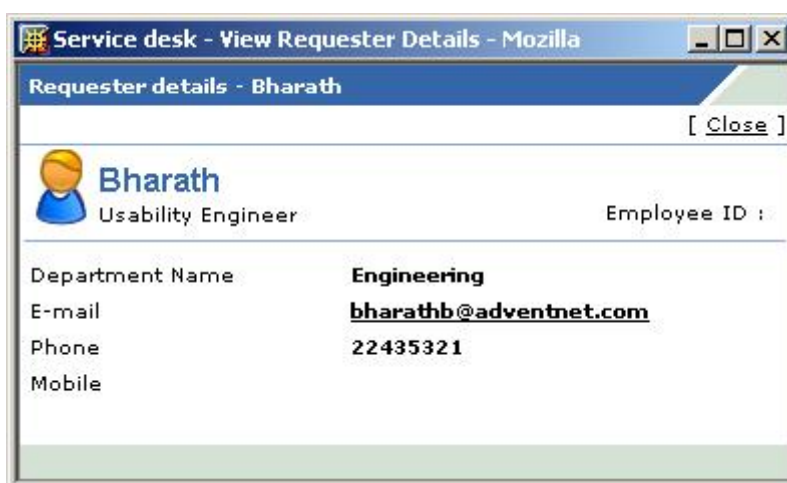 Service desk - View Requester Details - Mozilla
Requester details - Bharath
[ Close ]
Bharath
Usability Engineer
Employee ID :
Department Name Engineering
E-mail bharathb@adventnet.com
Phone 22435321
Mobile